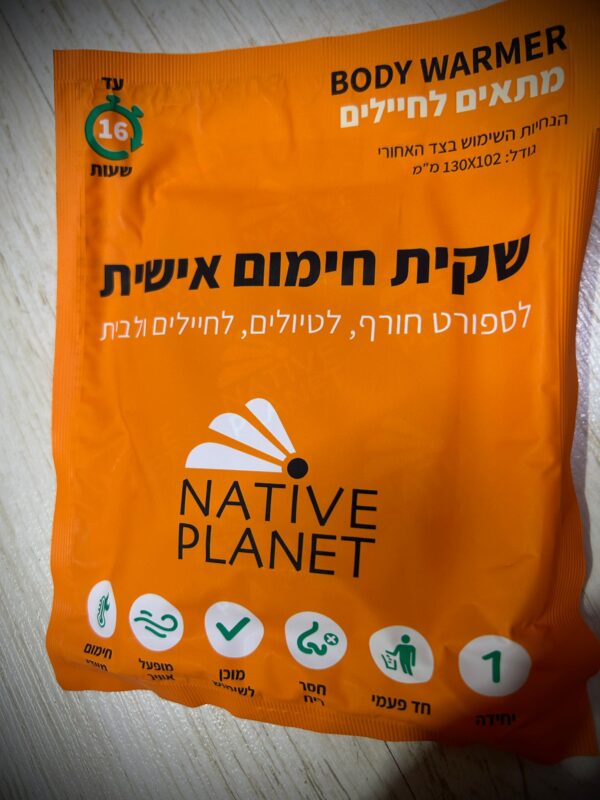 BODY WARMER
מתאים לחיילים
הנחיות השימוש בצד האחורי
גודל: 130X102 מ"מ
עד
16
שעות
שקית חימום אישית
לספורט חורף, לטיולים, לחיילים ולבית
NATIVE
PLANET
1
יחידה
חד פעמי
חסר
ריח
מוכן
לשימוש
מופעל
אוויר
חימום
מיידי